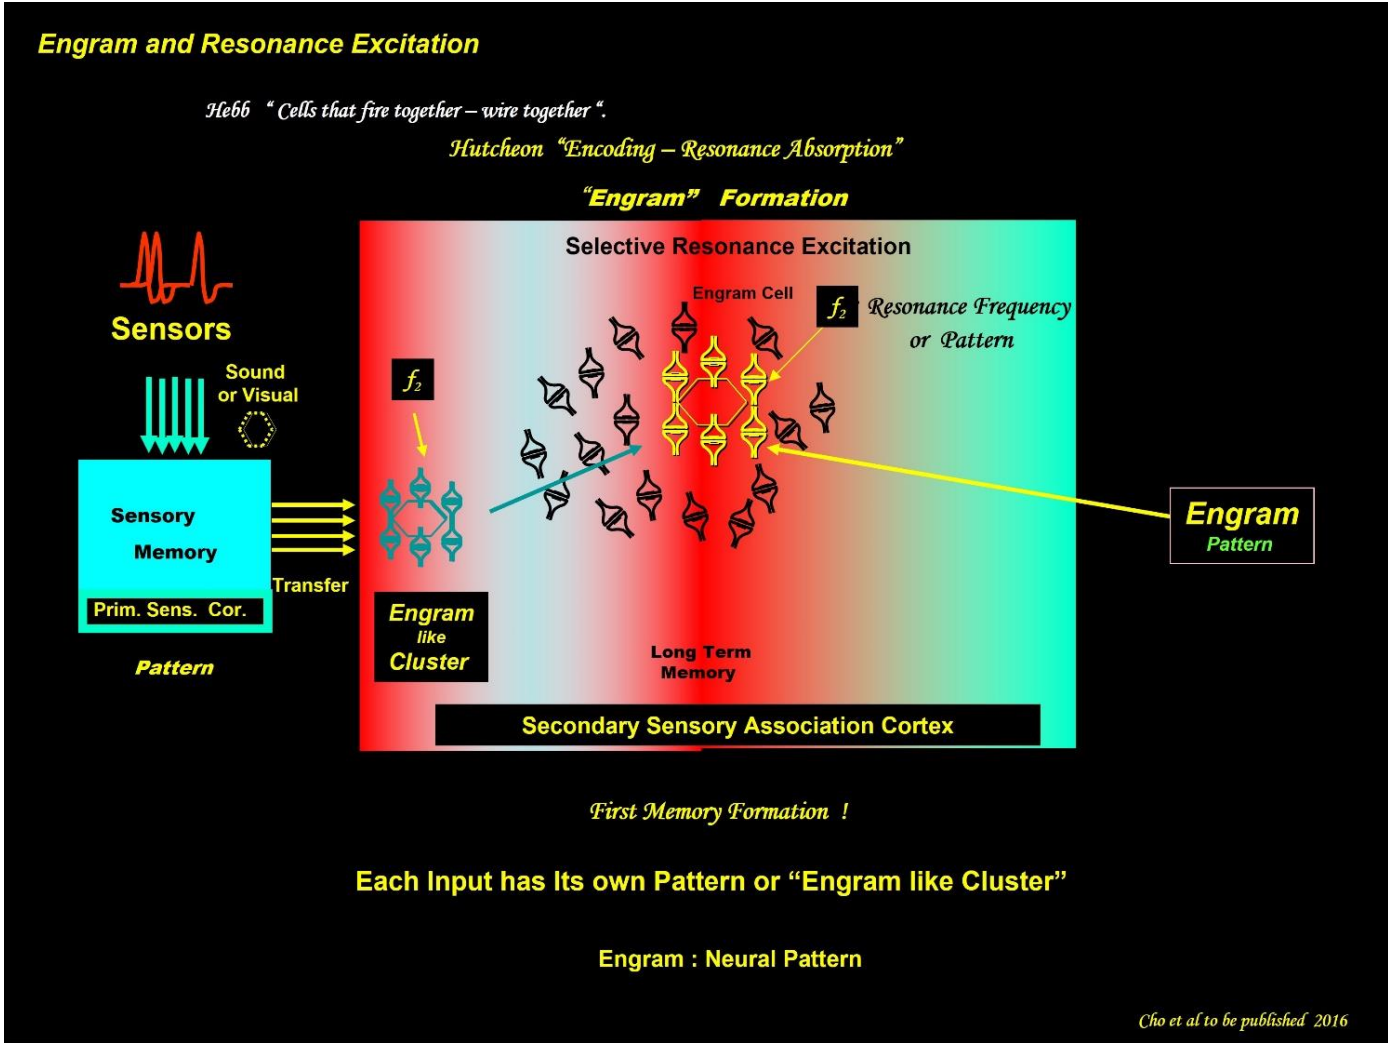 Engram and Resonance Excitation
Hebb “ Cells that fire together – wire together “.
Hutcheon “Encoding – Resonance Absorption”
“Engram” Formation
Selective Resonance Excitation
Engram Cell
f2
Resonance Frequency
or Pattern
Sensors
Sound
or Visual
f2
Sensory
Memory
Prim. Sens. Cor.
Transfer
Pattern
Engram
like
Cluster
Engram
Pattern
Long Term
Memory
Secondary Sensory Association Cortex
First Memory Formation !
Each Input has Its own Pattern or “Engram like Cluster”
Engram : Neural Pattern
Cho et al to be published 2016